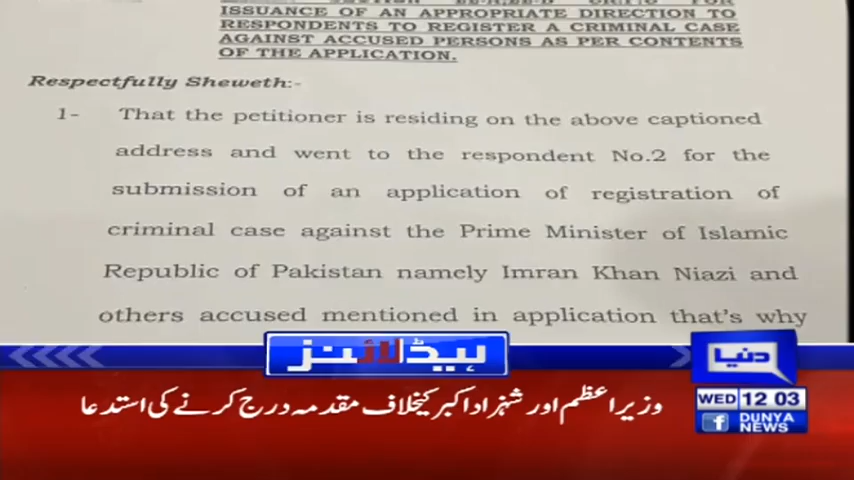 ISSUANCE OF AN APPROPRIATE DIRECTION TO
RESPONDENTS TO REGISTER A CRIMINAL CASE
AGAINST ACCUSED PERSONS AS PER CONTENTS
OF THE APPLICATION.
Respectfully Sheweth:-
1- That the petitioner is residing on the above captioned
address and went to the respondent No.2 for the
submission of an application of registration of
criminal case against the Prime Minister of Islamic
Republic of Pakistan namely Imran Khan Niazi and
others accused mentioned in application that's why
ہیڈلائنز
دنیا
وزیراعظم اور شہزاد اکبر کیخلاف مقدمہ درج کرنے کی استدعا
WED 12 03
f DUNYA
NEWS